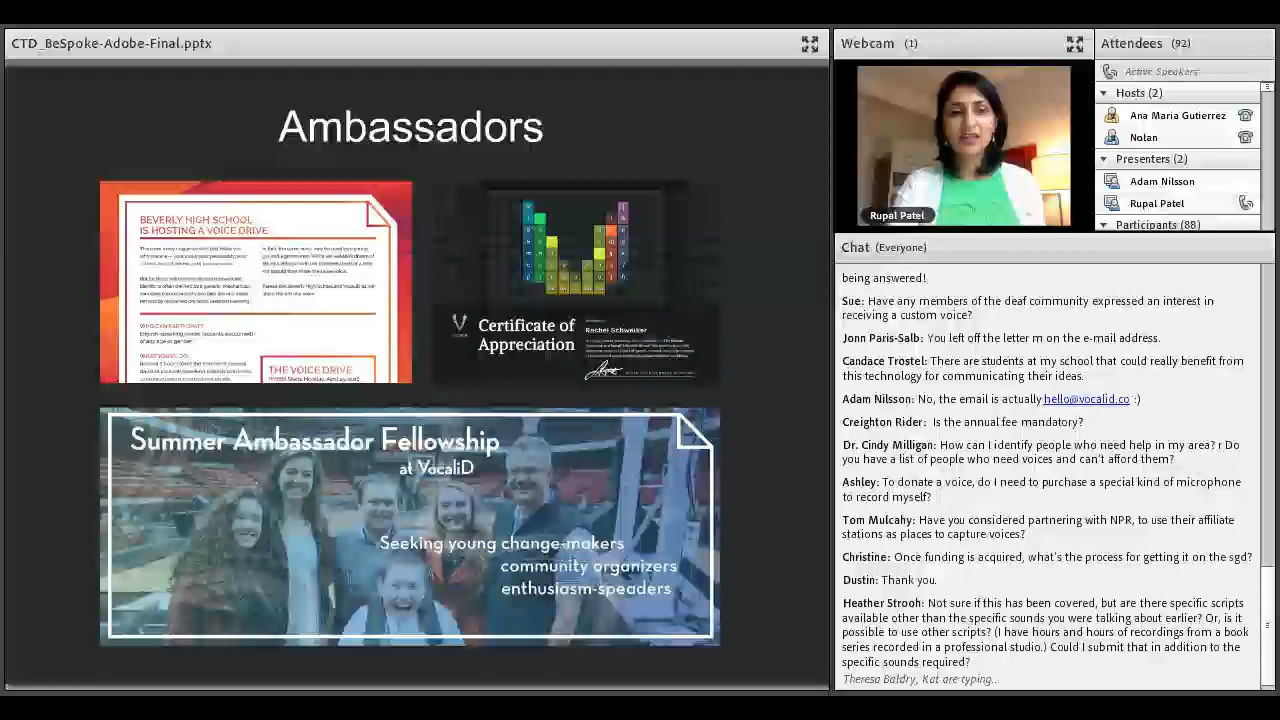 CTD_BeSpoke-Adobe-Final.pptx
Ambassadors
BEVERLY HIGH SCHOOL
IS HOSTING A VOICE DRIVE
WHO CAN PARTICIPATE
WHAT YOU'LL DO:
THE VOICE DRIVE
Certificate of
Appreciation
Rachel Schweiker
Summer Ambassador Fellowship
at VocaliD
Seeking young change-makers
community organizers
enthusiasm-speaders
Webcam (1)
Rupal Patel
Attendees (92)
Active Speakers
Hosts (2)
Ana Maria Gutierrez
Nolan
Presenters (2)
Adam Nilsson
Rupal Patel
Participants (88)
Chat (Everyone)
being answered!
Sue: Have any members of the deaf community expressed an interest in
receiving a custom voice?
Jonn Paris-Salb: You left off the letter m on the e-mail address.
Candice Steel: There are students at my school that could really benefit from
this technology for communicating their ideas.
Adam Nilsson: No, the email is actually hello@vocalid.co :)
Creighton Rider: Is the annual fee mandatory?
Dr. Cindy Milligan: How can I identify people who need help in my area? r Do
you have a list of people who need voices and can't afford them?
Ashley: To donate a voice, do I need to purchase a special kind of microphone
to record myself?
Tom Mulcahy: Have you considered partnering with NPR, to use their affiliate
stations as places to capture voices?
Christine: Once funding is acquired, what's the process for getting it on the sgd?
Dustin: Thank you.
Heather Strooh: Not sure if this has been covered, but are there specific scripts
available other than the specific sounds you were talking about earlier? Or, is it
possible to use other scripts? (I have hours and hours of recordings from a book
series recorded in a professional studio.) Could I submit that in addition to the
specific sounds required?
Theresa Baldry, Kat are typing...